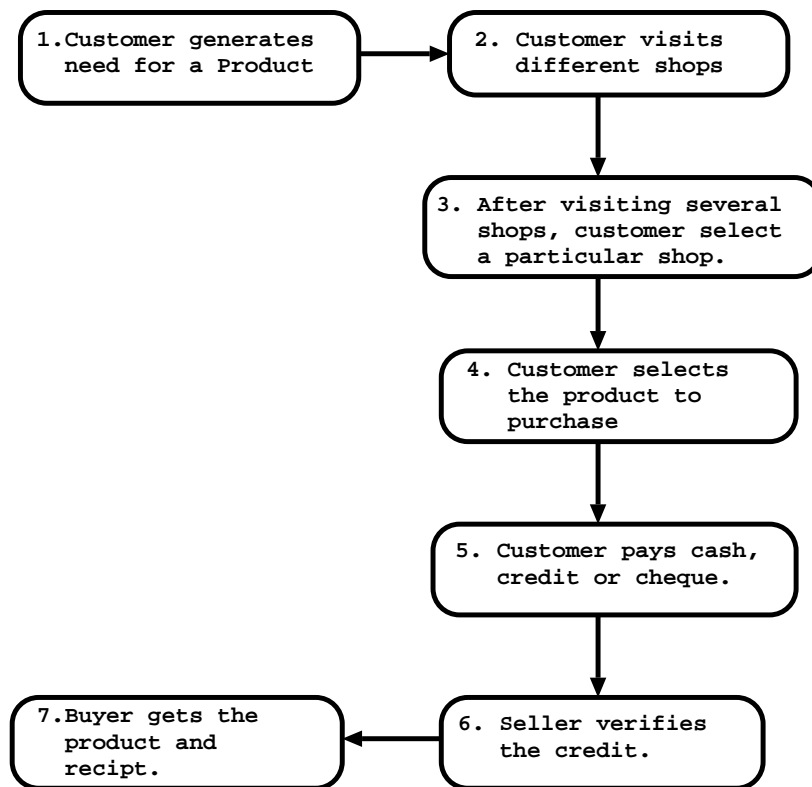 1.Customer generates
need for a Product
2. Customer visits
different shops
3. After visiting several
shops, customer select
a particular shop.
4. Customer selects
the product to
purchase
5. Customer pays cash,
credit or cheque.
6. Seller verifies
the credit.
7.Buyer gets the
product and
recipt.